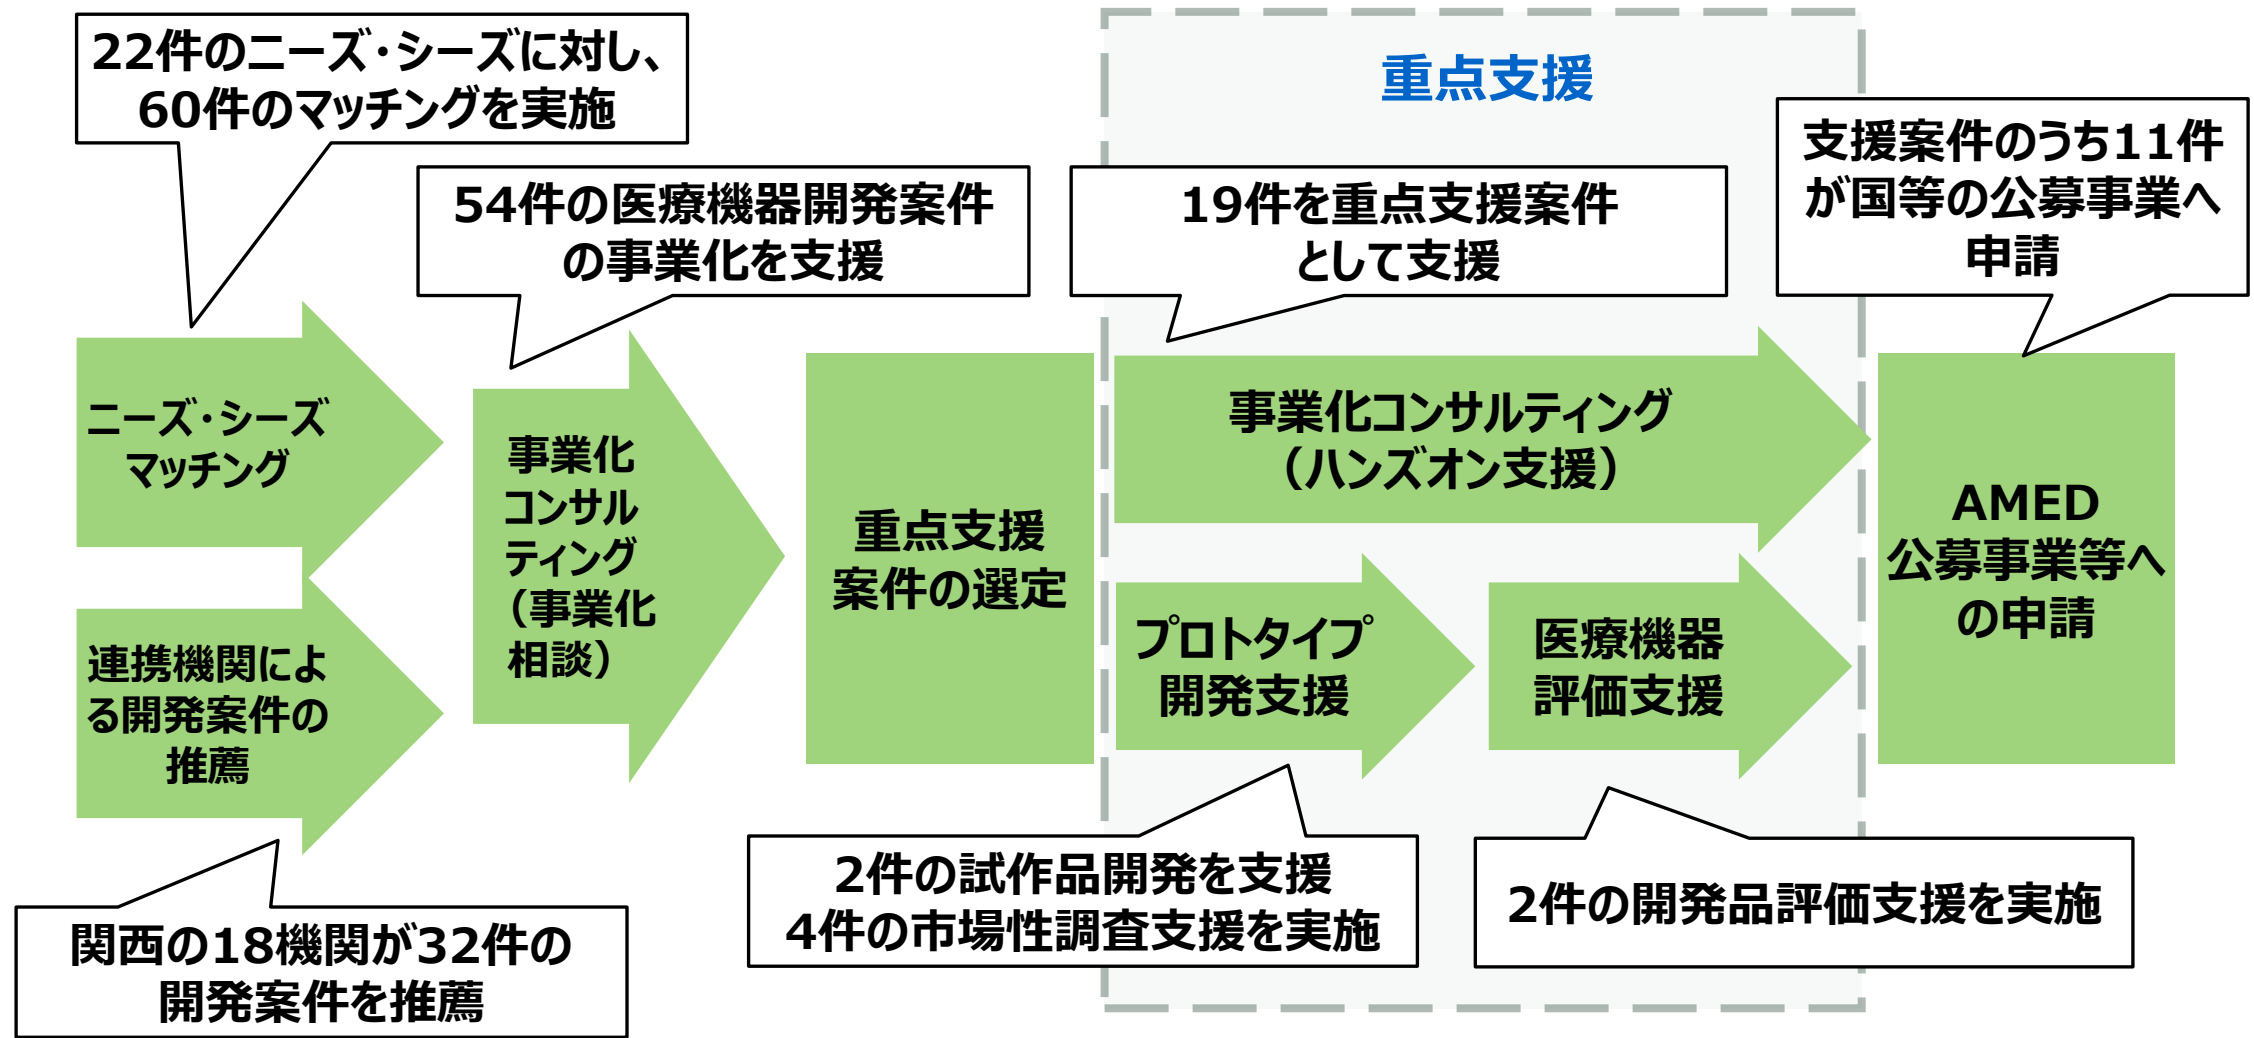 22件のニーズ・シーズに対し、
60件のマッチングを実施
重点支援
支援案件のうち11件
が国等の公募事業へ
申請
54件の医療機器開発案件
の事業化を支援
19件を重点支援案件
として支援
ニーズ・シーズ
マッチング
連携機関によ
る開発案件の
推薦
事業化
コンサル
ティング
（事業化
相談）
重点支援
案件の選定
事業化コンサルティング
（ハンズオン支援）
プロトタイプ
開発支援
医療機器
評価支援
AMED
公募事業等へ
の申請
関西の18機関が32件の
開発案件を推薦
2件の試作品開発を支援
4件の市場性調査支援を実施
2件の開発品評価支援を実施